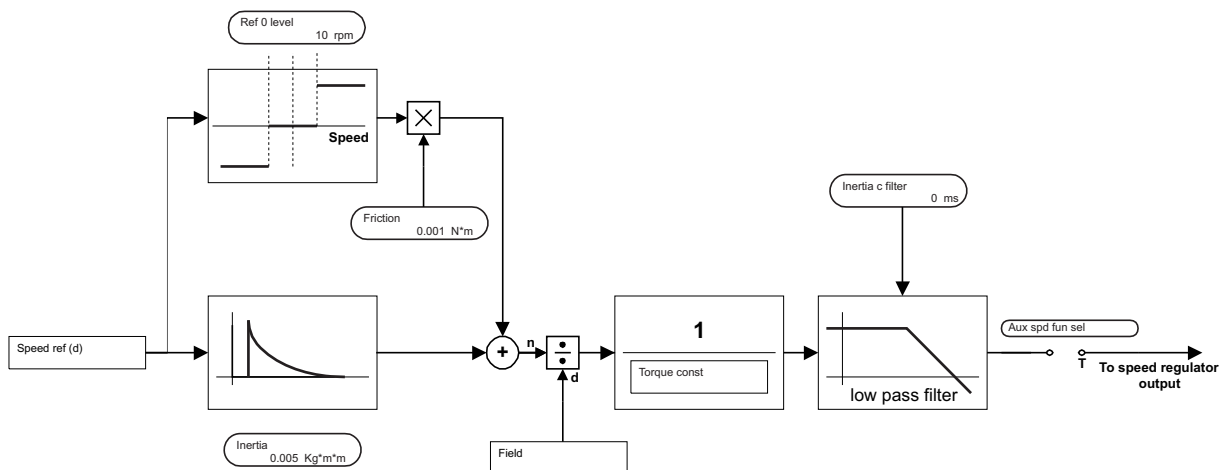 Ref 0 level
10 rpm
Speed
Friction
0.001 N*m
Inertia c filter
0 ms
Speed ref (d)
n
d
1
Torque const
low pass filter
Aux spd fun sel
T
To speed regulator
output
Inertia
0.005 Kg*m*m
Field